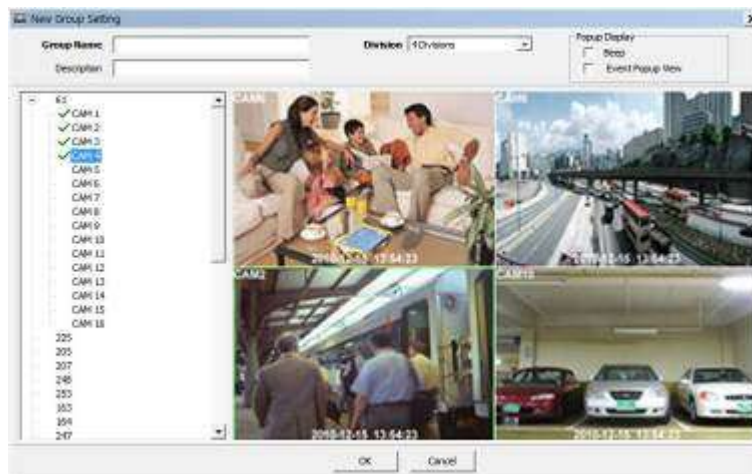 New Group Setting
Group Name
Division
4 Divisions
Popup Display
Beep
Description
Event Popup View
61
CAM 1
CAM 2
CAM 3
CAM 4
CAM 5
CAM 6
CAM 7
CAM 8
CAM 9
CAM 10
CAM 11
CAM 12
CAM 13
CAM 14
CAM 15
CAM 16
225
205
207
248
253
163
164
247
2010-12-15 13:54:23
2010-12-15 13:54:23
CAM2
CAM10
2010-12-15 13:54:23
2010-12-15 13:54:23
OK
Cancel